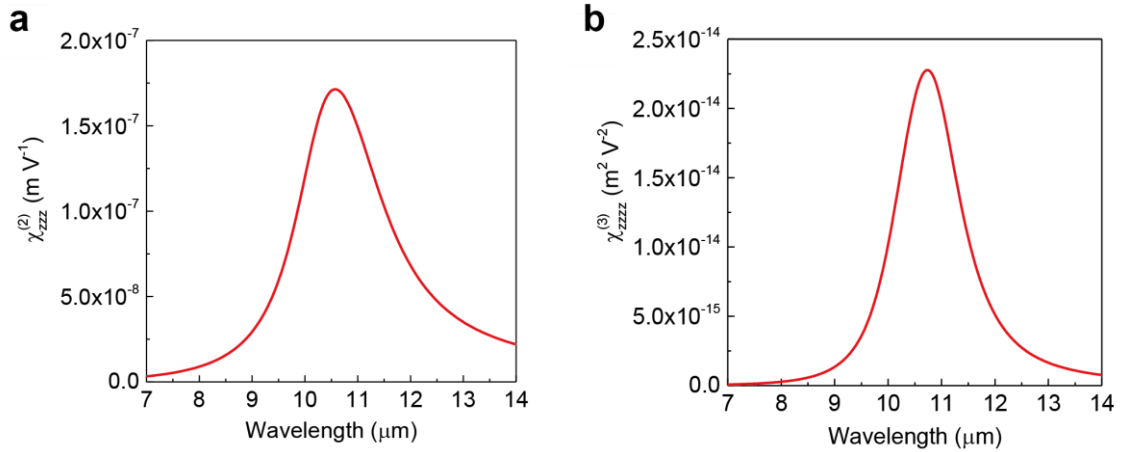 a
2.0x10⁻⁷
1.5x10⁻⁷
1.0x10⁻⁷
5.0x10⁻⁸
0.0
7 8 9 10 11 12 13 14
Wavelength (μm)
χ⁽²⁾zzz (m V⁻¹)
b
2.5x10⁻¹⁴
2.0x10⁻¹⁴
1.5x10⁻¹⁴
1.0x10⁻¹⁴
5.0x10⁻¹⁵
0.0
7 8 9 10 11 12 13 14
Wavelength (μm)
χ⁽³⁾zzzz (m² V⁻²)